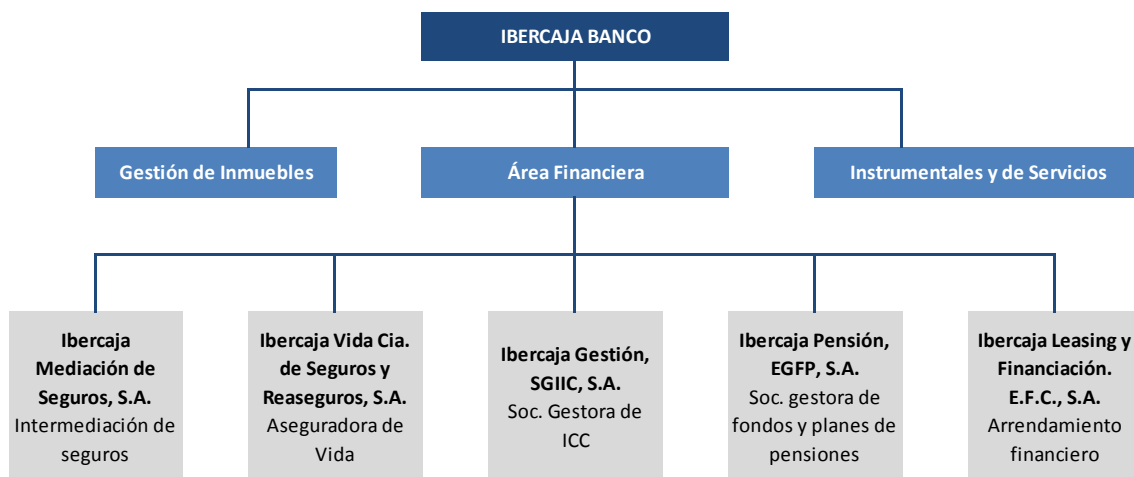 IBERCAJA BANCO
Gestión de Inmuebles
Área Financiera
Instrumentales y de Servicios
Ibercaja
Mediación de
Seguros, S.A.
Intermediación de
seguros
Ibercaja Vida Cia.
de Seguros y
Reaseguros, S.A.
Aseguradora de
Vida
Ibercaja Gestión,
SGIIC, S.A.
Soc. Gestora de
ICC
Ibercaja Pensión,
EGFP, S.A.
Soc. gestora de
fondos y planes de
pensiones
Ibercaja Leasing y
Financiación.
E.F.C., S.A.
Arrendamiento
financiero